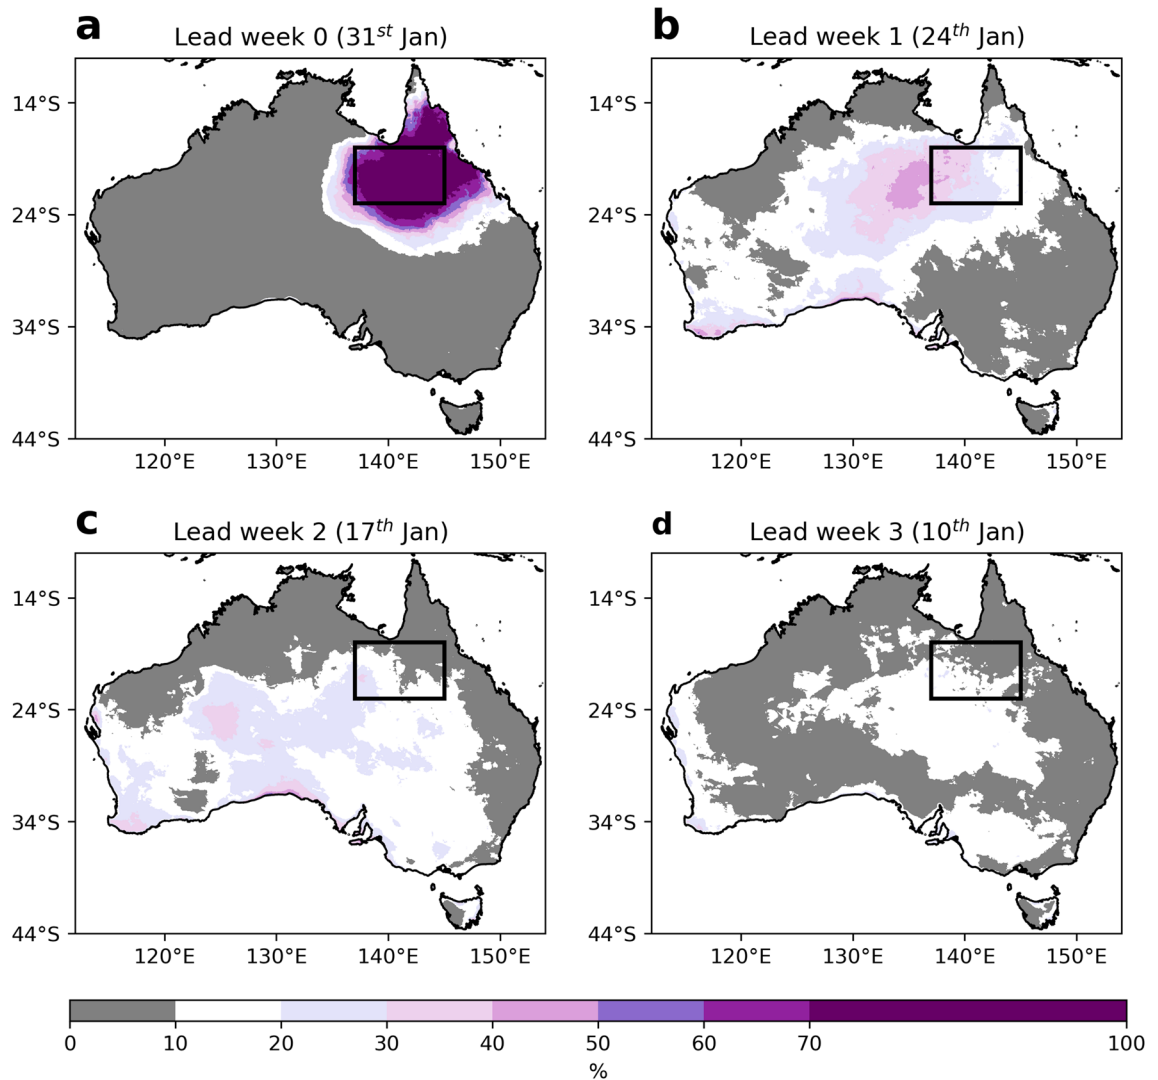 a
Lead week 0 (31st Jan)
14°S
24°S
34°S
44°S
120°E 130°E 140°E 150°E
b
Lead week 1 (24th Jan)
14°S
24°S
34°S
44°S
120°E 130°E 140°E 150°E
c
Lead week 2 (17th Jan)
14°S
24°S
34°S
44°S
120°E 130°E 140°E 150°E
d
Lead week 3 (10th Jan)
14°S
24°S
34°S
44°S
120°E 130°E 140°E 150°E
0 10 20 30 40 50 60 70 100
%